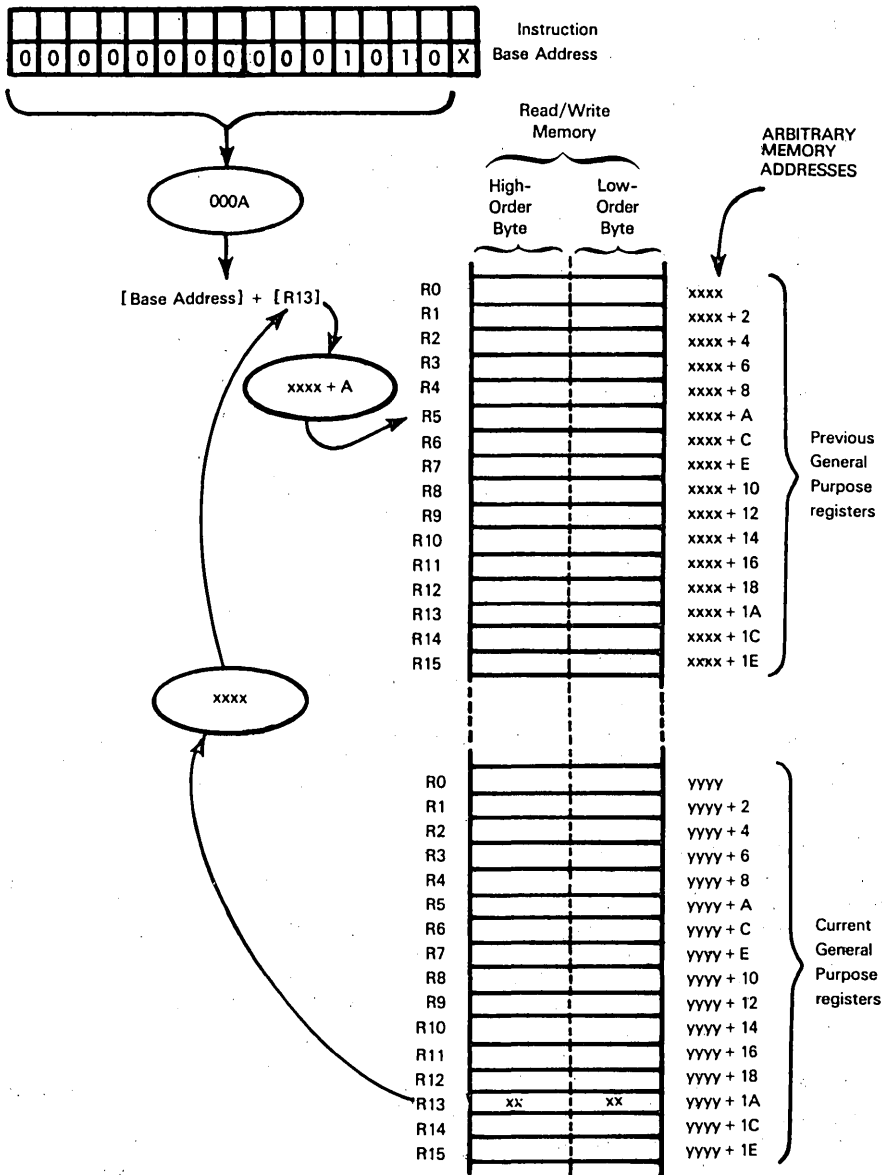 Instruction
0 0 0 0 0 0 0 0 0 0 0 1 0 1 0 X Base Address
000A
[Base Address] + [R13]
xxxx + A
xxxx
Read/Write
Memory
High-
Order
Byte
Low-
Order
Byte
ARBITRARY
MEMORY
ADDRESSES
R0 xxxx
R1 xxxx + 2
R2 xxxx + 4
R3 xxxx + 6
R4 xxxx + 8
R5 xxxx + A
R6 xxxx + C
R7 xxxx + E
R8 xxxx + 10
R9 xxxx + 12
R10 xxxx + 14
R11 xxxx + 16
R12 xxxx + 18
R13 xxxx + 1A
R14 xxxx + 1C
R15 xxxx + 1E
Previous
General
Purpose
registers
R0 yyyy
R1 yyyy + 2
R2 yyyy + 4
R3 yyyy + 6
R4 yyyy + 8
R5 yyyy + A
R6 yyyy + C
R7 yyyy + E
R8 yyyy + 10
R9 yyyy + 12
R10 yyyy + 14
R11 yyyy + 16
R12 yyyy + 18
R13 xx xx yyyy + 1A
R14 yyyy + 1C
R15 yyyy + 1E
Current
General
Purpose
registers